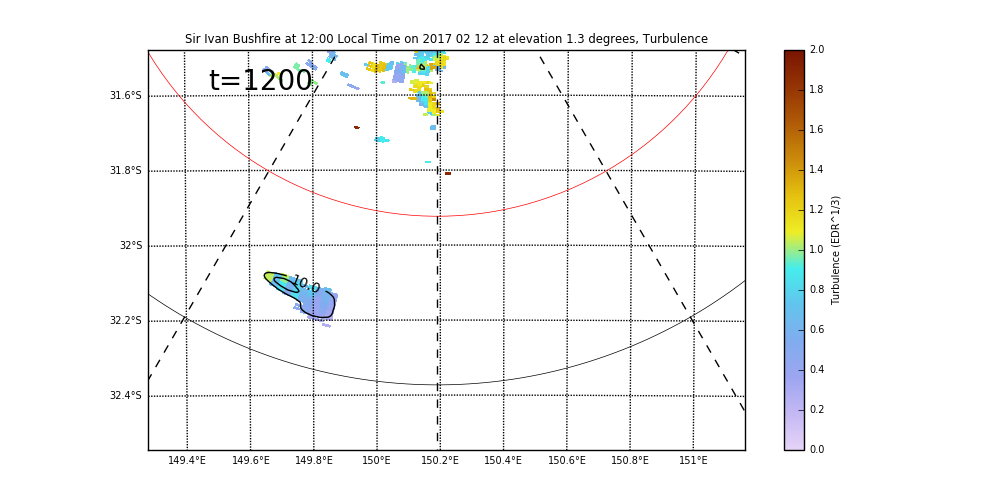 Sir Ivan Bushfire at 12:00 Local Time on 2017 02 12 at elevation 1.3 degrees, Turbulence
t=1200
31.6°S
31.8°S
32°S
32.2°S
32.4°S
10.0
149.4°E 149.6°E 149.8°E 150°E 150.2°E 150.4°E 150.6°E 150.8°E 151°E
2.0
1.8
1.6
1.4
1.2
1.0
0.8
0.6
0.4
0.2
0.0
Turbulence (EDR^1/3)